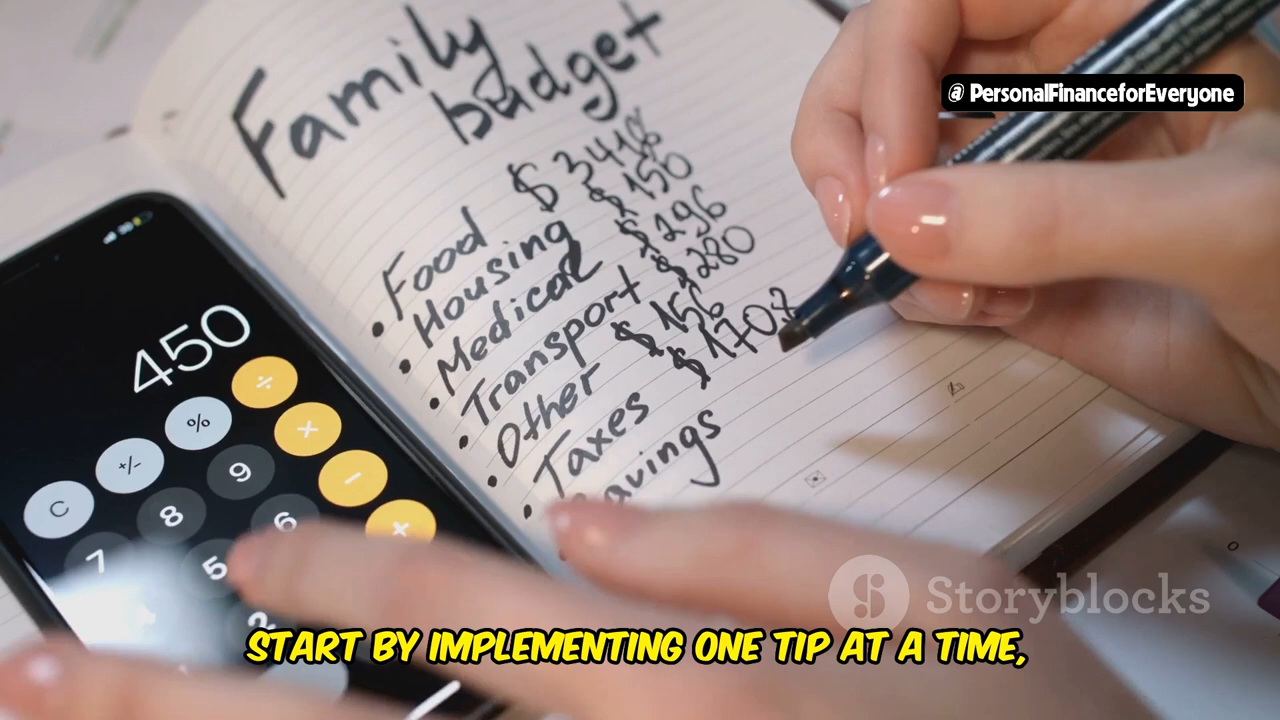 @ PersonalFinanceforEveryone
Family
budget
Food $ 3418
Housing $ 150
Medical $ 296
Transport $ 280
Other $ 156
Taxes $ 1708
Savings
450
÷
C +/- % ×
7 8 9 −
5 6 +
2
Storyblocks
START BY IMPLEMENTING ONE TIP AT A TIME,